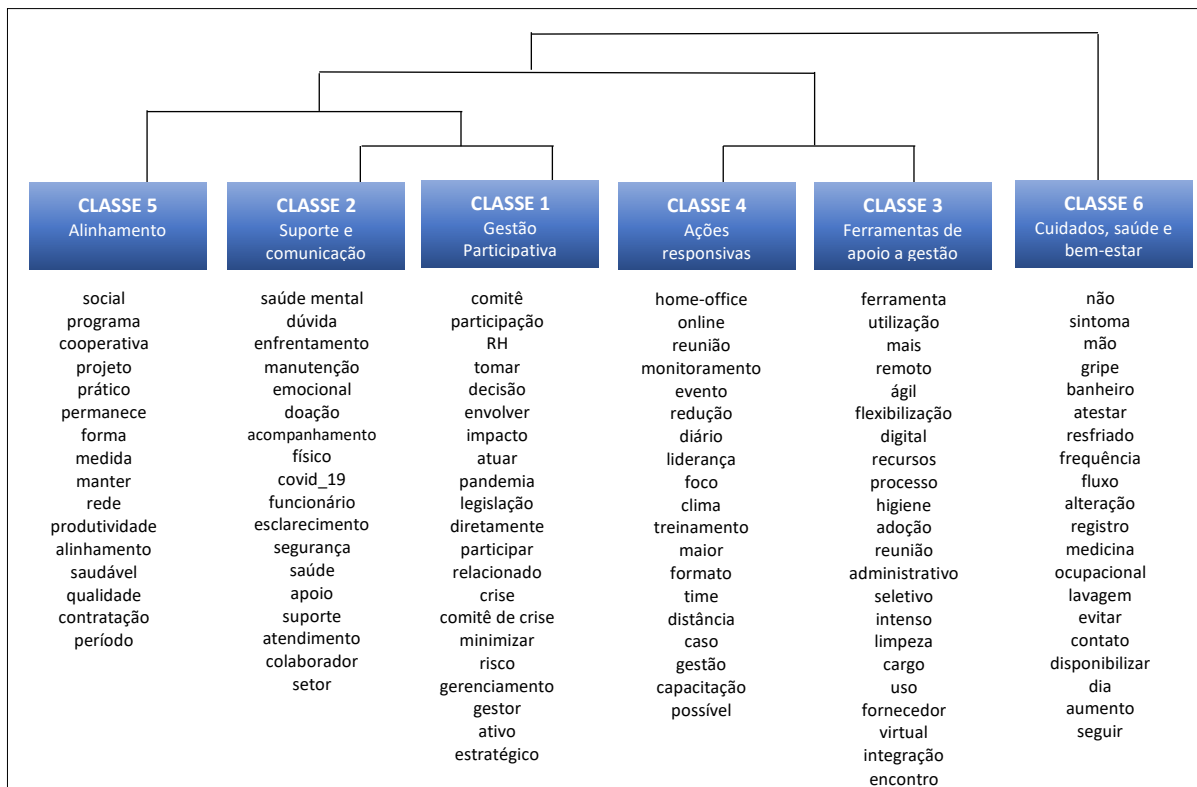 CLASSE 5
Alinhamento
social
programa
cooperativa
projeto
prático
permanece
forma
medida
manter
rede
produtividade
alinhamento
saudável
qualidade
contratação
período
CLASSE 2
Suporte e
comunicação
saúde mental
dúvida
enfrentamento
manutenção
emocional
doação
acompanhamento
físico
covid_19
funcionário
esclarecimento
segurança
saúde
apoio
suporte
atendimento
colaborador
setor
CLASSE 1
Gestão
Participativa
comitê
participação
RH
tomar
decisão
envolver
impacto
atuar
pandemia
legislação
diretamente
participar
relacionado
crise
comitê de crise
minimizar
risco
gerenciamento
gestor
ativo
estratégico
CLASSE 4
Ações
responsivas
home-office
online
reunião
monitoramento
evento
redução
diário
liderança
foco
clima
treinamento
maior
formato
time
distância
caso
gestão
capacitação
possível
CLASSE 3
Ferramentas de
apoio a gestão
ferramenta
utilização
mais
remoto
ágil
flexibilização
digital
recursos
processo
higiene
adoção
reunião
administrativo
seletivo
intenso
limpeza
cargo
uso
fornecedor
virtual
integração
encontro
CLASSE 6
Cuidados, saúde e
bem-estar
não
sintoma
mão
gripe
banheiro
atestar
resfriado
frequência
fluxo
alteração
registro
medicina
ocupacional
lavagem
evitar
contato
disponibilizar
dia
aumento
seguir